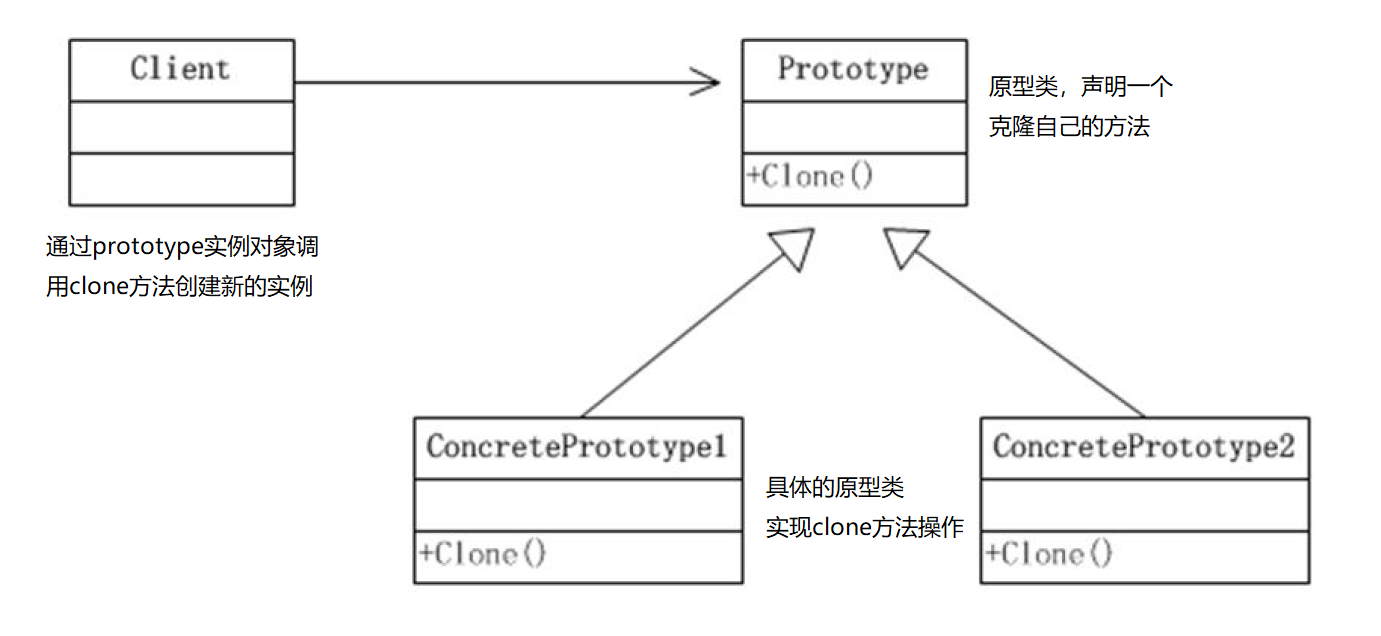 Client
Prototype
原型类，声明一个
克隆自己的方法
+Clone()
通过prototype实例对象调
用clone方法创建新的实例
ConcretePrototype1
ConcretePrototype2
具体的原型类
实现clone方法操作
+Clone()
+Clone()